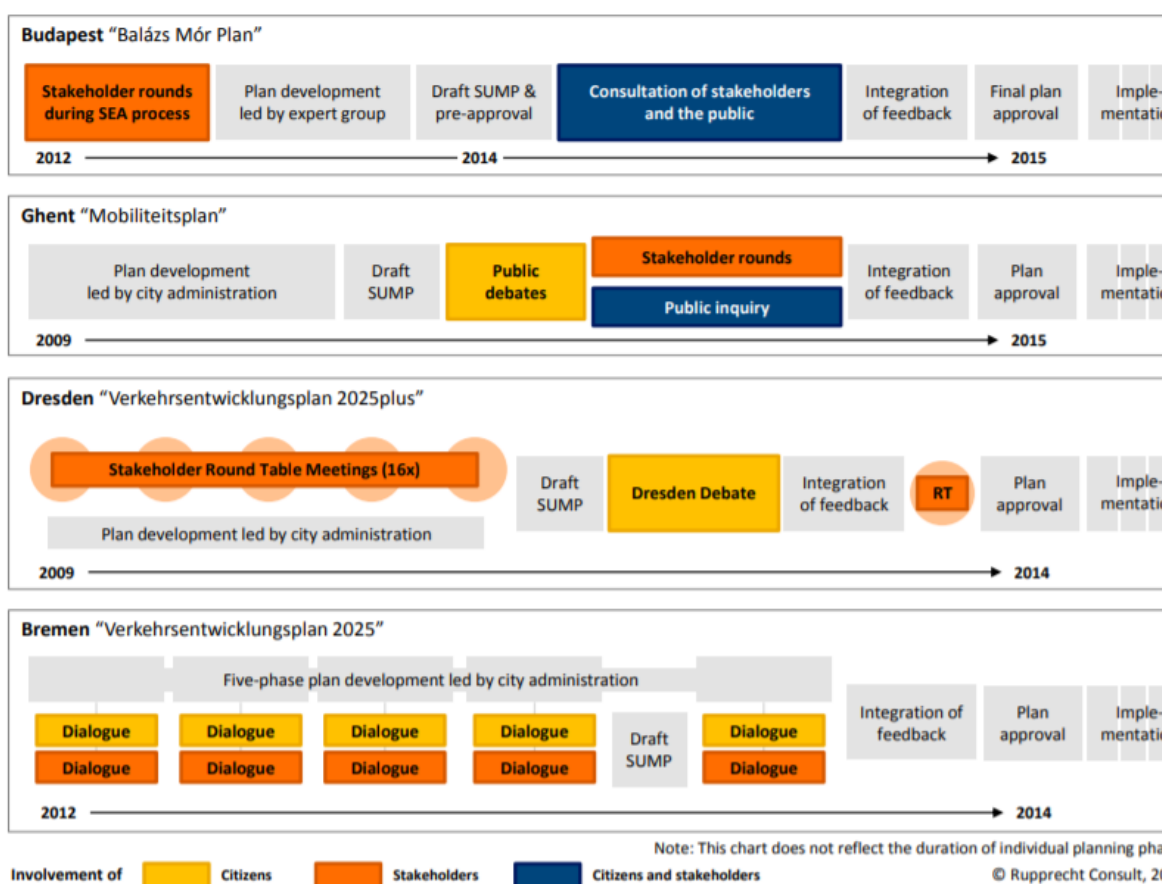 Budapest “Balázs Mór Plan”
Stakeholder rounds
during SEA process
Plan development
led by expert group
Draft SUMP &
pre-approval
Consultation of stakeholders
and the public
Integration
of feedback
Final plan
approval
Imple-
mentatio
2012
2014
2015
Ghent “Mobiliteitsplan”
Plan development
led by city administration
Draft
SUMP
Public
debates
Stakeholder rounds
Public inquiry
Integration
of feedback
Plan
approval
Imple-
mentatio
2009
2015
Dresden “Verkehrsentwicklungsplan 2025plus”
Stakeholder Round Table Meetings (16x)
Plan development led by city administration
Draft
SUMP
Dresden Debate
Integration
of feedback
RT
Plan
approval
Imple-
mentatio
2009
2014
Bremen “Verkehrsentwicklungsplan 2025”
Five-phase plan development led by city administration
Dialogue
Dialogue
Dialogue
Dialogue
Dialogue
Dialogue
Dialogue
Dialogue
Draft
SUMP
Dialogue
Dialogue
Integration of
feedback
Plan
approval
Imple-
mentatio
2012
2014
Note: This chart does not reflect the duration of individual planning pha
Involvement of
Citizens
Stakeholders
Citizens and stakeholders
© Rupprecht Consult, 20